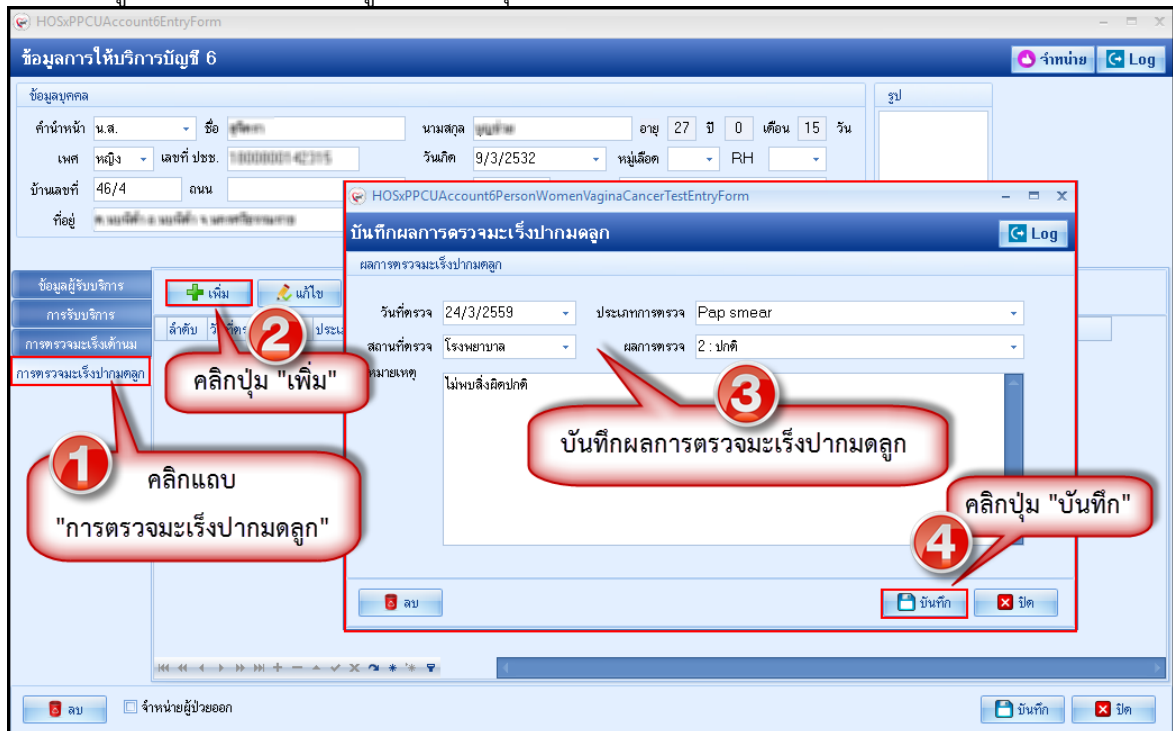 HOSxPPCUAccount6EntryForm
ข้อมูลการให้บริการบัญชี 6
จำหน่าย Log
ข้อมูลบุคคล
รูป
คำนำหน้า น.ส. ชื่อ นามสกุล อายุ 27 ปี 0 เดือน 15 วัน
เพศ หญิง เลขที่ ปชช. วันเกิด 9/3/2532 หมู่เลือด RH
บ้านเลขที่ 46/4 ถนน
ที่อยู่
HOSxPPCUAccount6PersonWomenVaginaCancerTestEntryForm
บันทึกผลการตรวจมะเร็งปากมดลูก
Log
ผลการตรวจมะเร็งปากมดลูก
วันที่ตรวจ 24/3/2559 ประเภทการตรวจ Pap smear
สถานที่ตรวจ โรงพยาบาล ผลการตรวจ 2 : ปกติ
หมายเหตุ
ไม่พบสิ่งผิดปกติ
ข้อมูลผู้รับบริการ
การรับบริการ
การตรวจมะเร็งเต้านม
การตรวจมะเร็งปากมดลูก
เพิ่ม แก้ไข
ลำดับ
1
คลิกแถบ
"การตรวจมะเร็งปากมดลูก"
2
คลิกปุ่ม "เพิ่ม"
3
บันทึกผลการตรวจมะเร็งปากมดลูก
4
คลิกปุ่ม "บันทึก"
ลบ บันทึก ปิด
ลบ จำหน่ายผู้ป่วยออก บันทึก ปิด